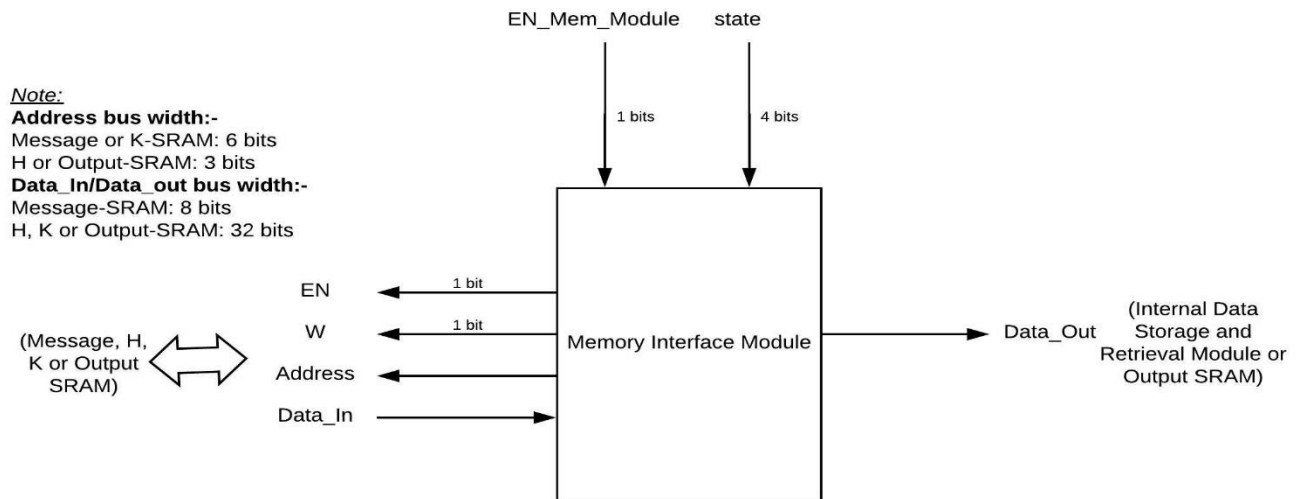 EN_Mem_Module state
Note:
Address bus width:-
Message or K-SRAM: 6 bits
H or Output-SRAM: 3 bits
Data_In/Data_out bus width:-
Message-SRAM: 8 bits
H, K or Output-SRAM: 32 bits
1 bits
4 bits
EN
1 bit
W
1 bit
Address
Data_In
(Message, H,
K or Output
SRAM)
Memory Interface Module
Data_Out
(Internal Data
Storage and
Retrieval Module or
Output SRAM)